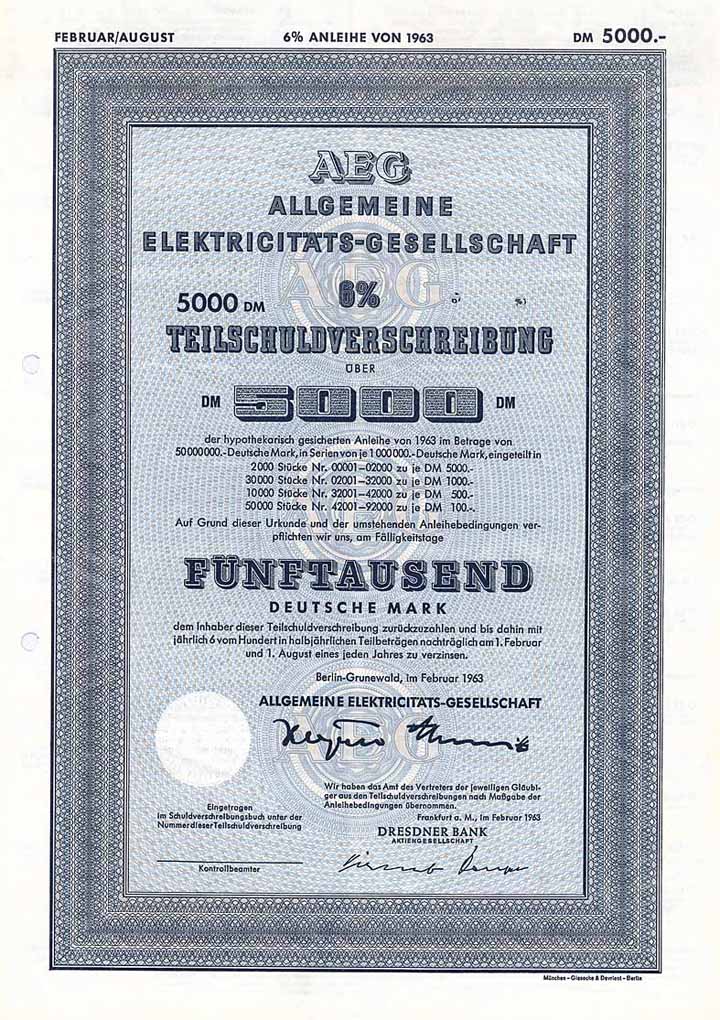 FEBRUAR/AUGUST 6% ANLEIHE VON 1963 DM 5000.-
AEG
ALLGEMEINE
ELEKTRICITÄTS-GESELLSCHAFT
5000 DM 6% %)
TEILSCHULDVERSCHREIBUNG
ÜBER
DM 5000 DM
der hypothekarisch gesicherten Anleihe von 1963 im Betrage von
50000000.-Deutsche Mark, in Serien von je 1000000.-Deutsche Mark, eingeteilt in
2000 Stücke Nr. 00001-02000 zu je DM 5000.-
30000 Stücke Nr. 02001-32000 zu je DM 1000.-
10000 Stücke Nr. 32001-42000 zu je DM 500.-
50000 Stücke Nr. 42001-92000 zu je DM 100.-.
Auf Grund dieser Urkunde und der umstehenden Anleihebedingungen ver-
pflichten wir uns, am Fälligkeitstage
FÜNFTAUSEND
DEUTSCHE MARK
dem Inhaber dieser Teilschuldverschreibung zurückzuzahlen und bis dahin mit
jährlich 6 vom Hundert in halbjährlichen Teilbeträgen nachträglich am 1. Februar
und 1. August eines jeden Jahres zu verzinsen.
Berlin-Grunewald, im Februar 1963
ALLGEMEINE ELEKTRICITÄTS-GESELLSCHAFT
Wir haben das Amt des Vertreters der jeweiligen Gläubi-
ger aus den Teilschuldverschreibungen nach Maßgabe der
Anleihebedingungen übernommen.
Frankfurt a. M., im Februar 1963
DRESDNER BANK
AKTIENGESELLSCHAFT
Eingetragen
im Schuldverschreibungsbuch unter der
Nummer dieser Teilschuldverschreibung
Kontrollbeamter
München - Giesecke & Devrient - Berlin